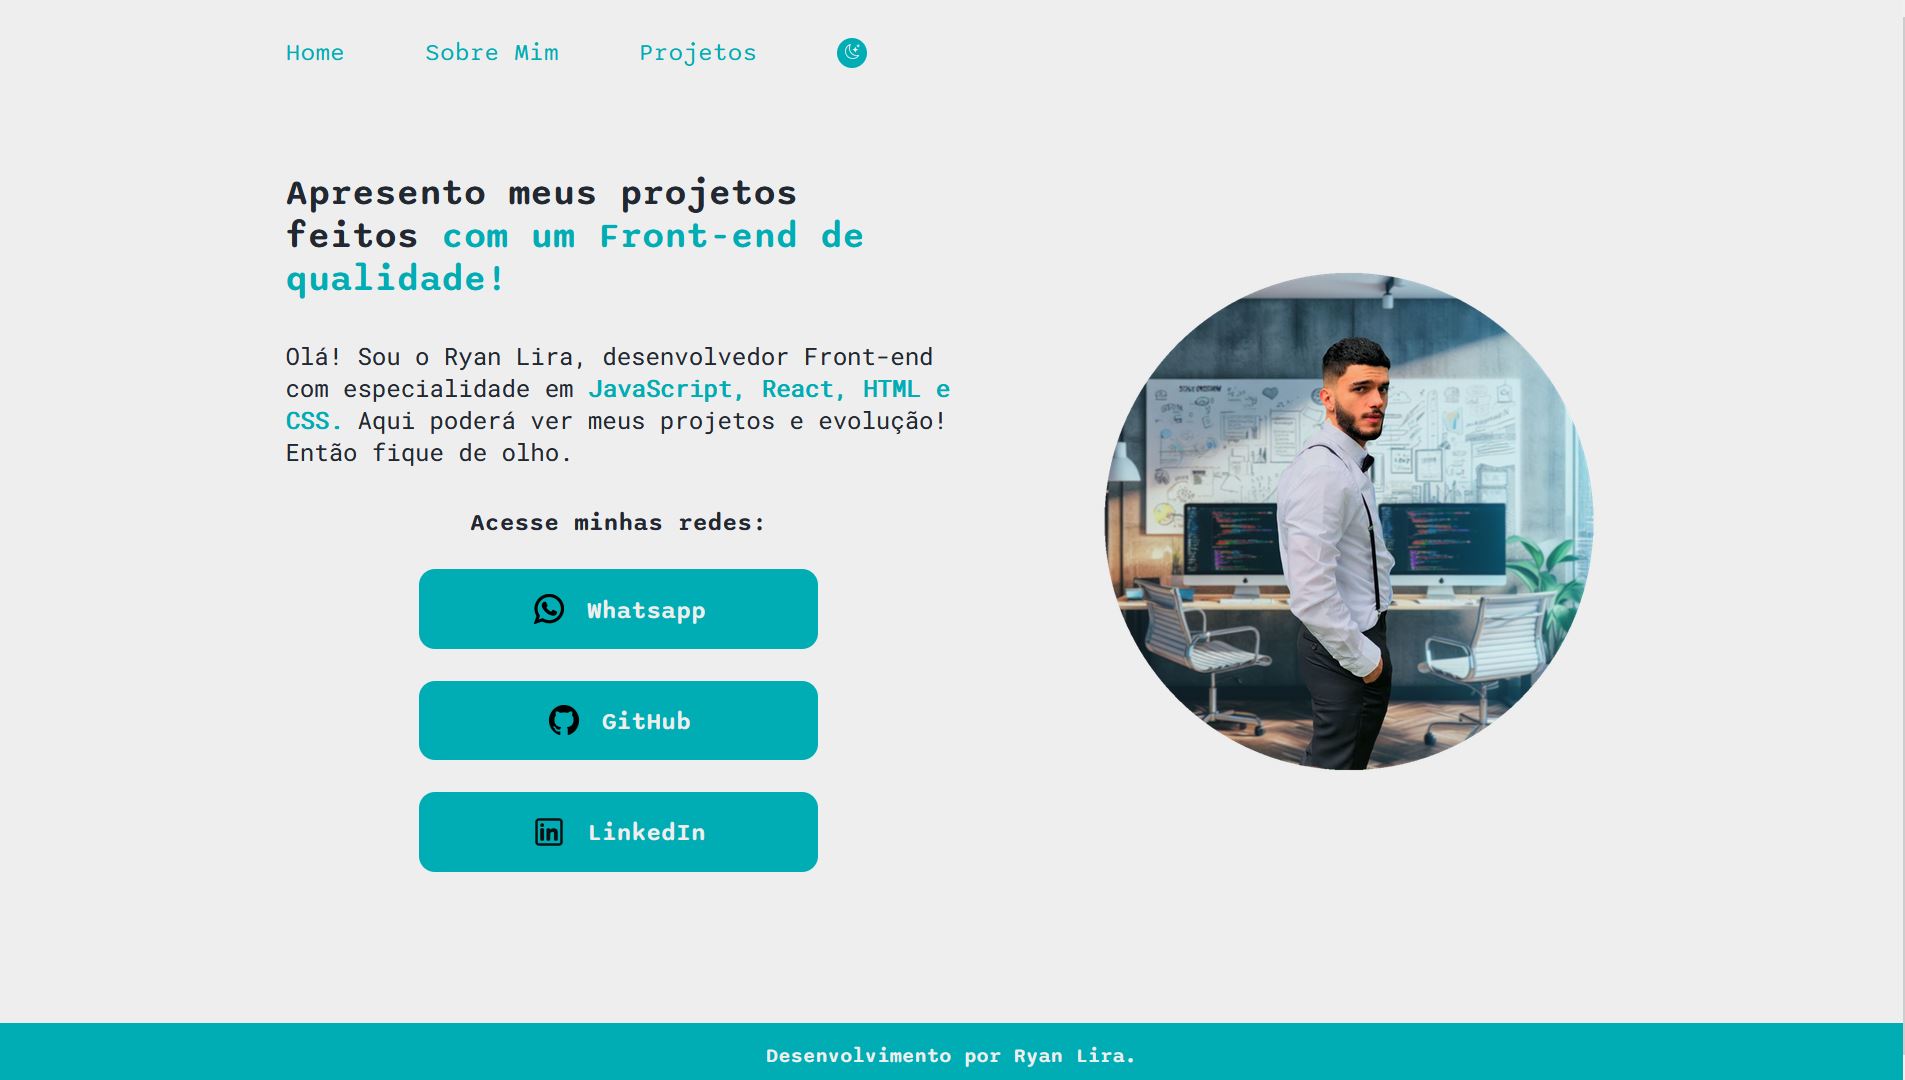 Home Sobre Mim Projetos
Apresento meus projetos
feitos com um Front-end de
qualidade!
Olá! Sou o Ryan Lira, desenvolvedor Front-end
com especialidade em JavaScript, React, HTML e
CSS. Aqui poderá ver meus projetos e evolução!
Então fique de olho.
Acesse minhas redes:
Whatsapp
GitHub
LinkedIn
Desenvolvimento por Ryan Lira.